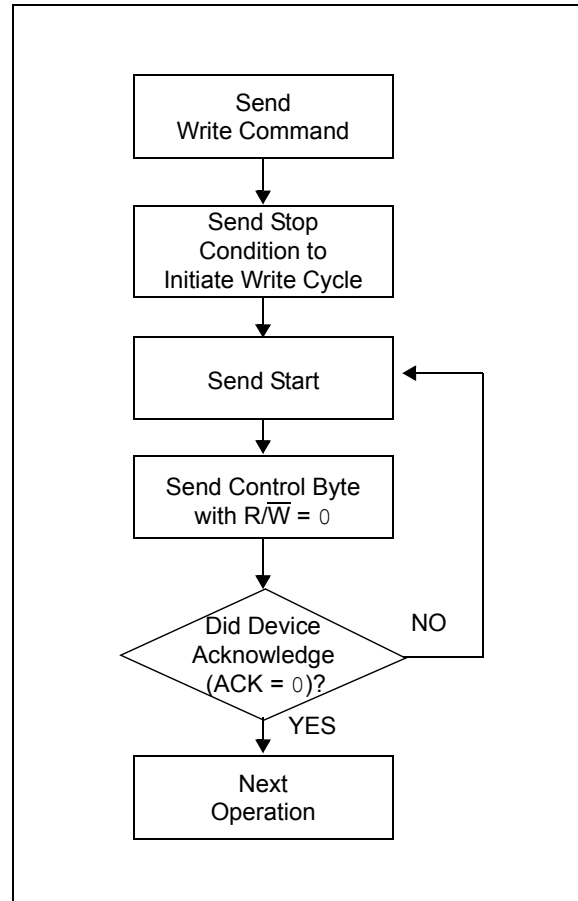 Send
Write Command
Send Stop
Condition to
Initiate Write Cycle
Send Start
Send Control Byte
with R/W̅ = 0
Did Device
Acknowledge
(ACK = 0)?
NO
YES
Next
Operation